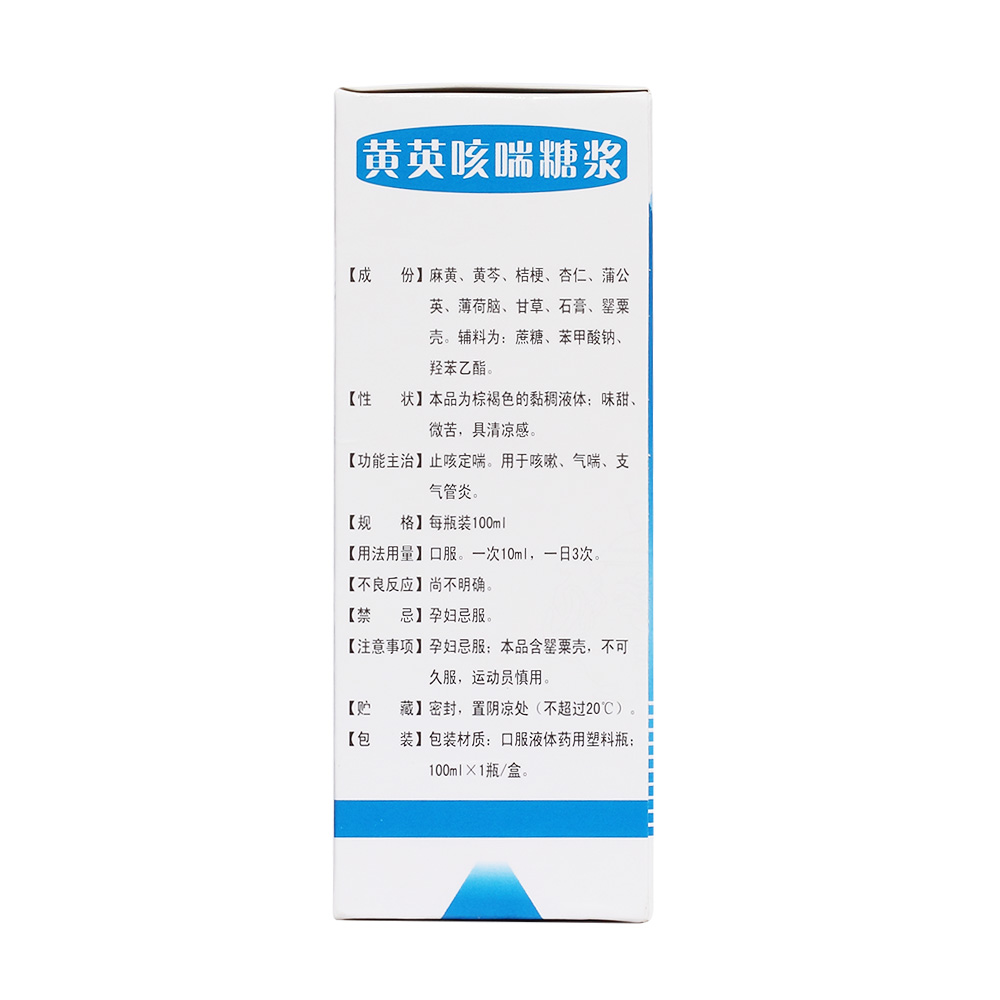 黄英咳喘糖浆
【成　　份】麻黄、黄芩、桔梗、杏仁、蒲公
英、薄荷脑、甘草、石膏、罂粟
壳。辅料为：蔗糖、苯甲酸钠、
羟苯乙酯。
【性　　状】本品为棕褐色的黏稠液体；味甜、
微苦，具清凉感。
【功能主治】止咳定喘。用于咳嗽、气喘、支
气管炎。
【规　　格】每瓶装100ml
【用法用量】口服。一次10ml，一日3次。
【不良反应】尚不明确。
【禁　　忌】孕妇忌服。
【注意事项】孕妇忌服；本品含罂粟壳，不可
久服，运动员慎用。
【贮　　藏】密封，置阴凉处（不超过20℃）。
【包　　装】包装材质：口服液体药用塑料瓶；
100ml×1瓶/盒。